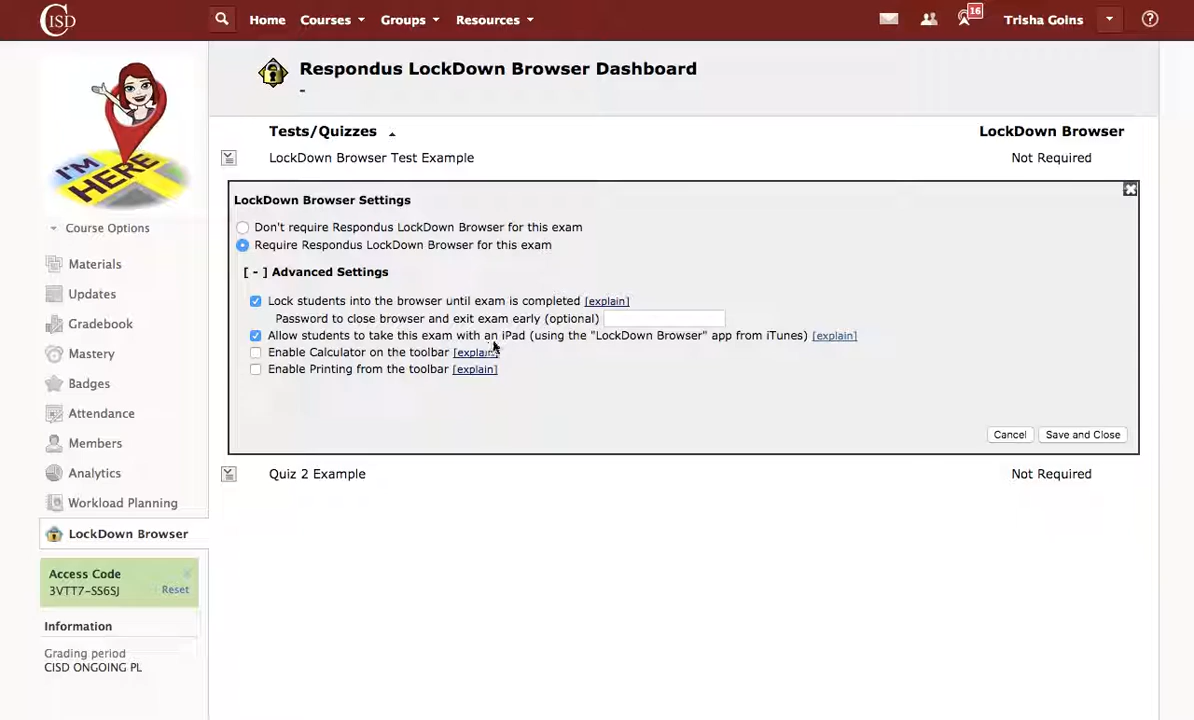 CISD
Home Courses Groups Resources 16 Trisha Goins
I'M HERE
Respondus LockDown Browser Dashboard
-
Tests/Quizzes LockDown Browser
LockDown Browser Test Example Not Required
LockDown Browser Settings
Don't require Respondus LockDown Browser for this exam
Require Respondus LockDown Browser for this exam
[ - ] Advanced Settings
Lock students into the browser until exam is completed [explain]
Password to close browser and exit exam early (optional)
Allow students to take this exam with an iPad (using the "LockDown Browser" app from iTunes) [explain]
Enable Calculator on the toolbar [explain]
Enable Printing from the toolbar [explain]
Cancel Save and Close
Quiz 2 Example Not Required
Course Options
Materials
Updates
Gradebook
Mastery
Badges
Attendance
Members
Analytics
Workload Planning
LockDown Browser
Access Code
3VTT7-SS6SJ Reset
Information
Grading period
CISD ONGOING PL